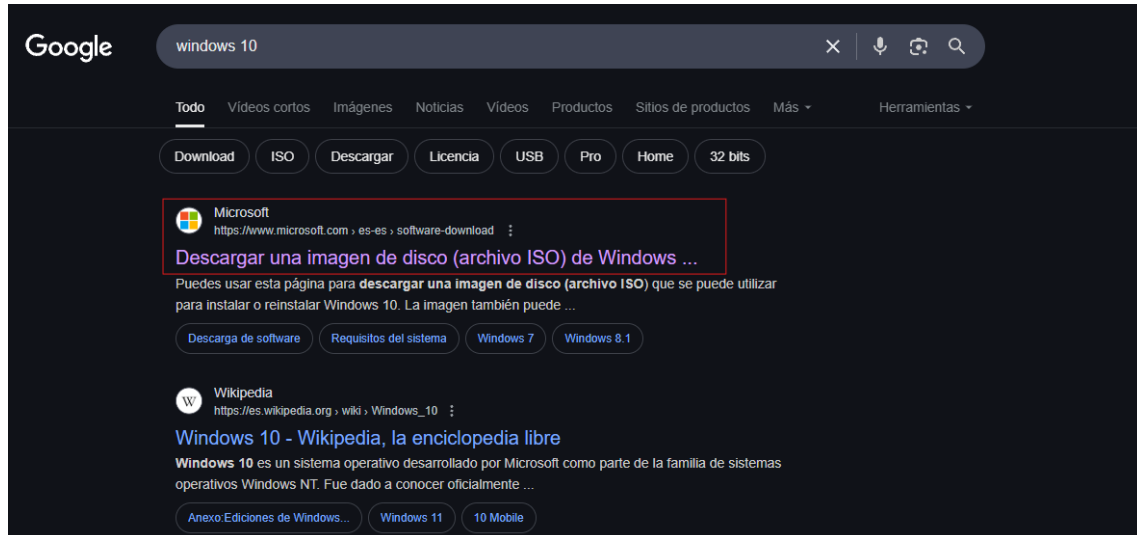 Google
windows 10
Todo Vídeos cortos Imágenes Noticias Vídeos Productos Sitios de productos Más Herramientas
Download ISO Descargar Licencia USB Pro Home 32 bits
Microsoft
https://www.microsoft.com › es-es › software-download
Descargar una imagen de disco (archivo ISO) de Windows ...
Puedes usar esta página para descargar una imagen de disco (archivo ISO) que se puede utilizar
para instalar o reinstalar Windows 10. La imagen también puede ...
Descarga de software Requisitos del sistema Windows 7 Windows 8.1
W
Wikipedia
https://es.wikipedia.org › wiki › Windows_10
Windows 10 - Wikipedia, la enciclopedia libre
Windows 10 es un sistema operativo desarrollado por Microsoft como parte de la familia de sistemas
operativos Windows NT. Fue dado a conocer oficialmente ...
Anexo:Ediciones de Windows... Windows 11 10 Mobile